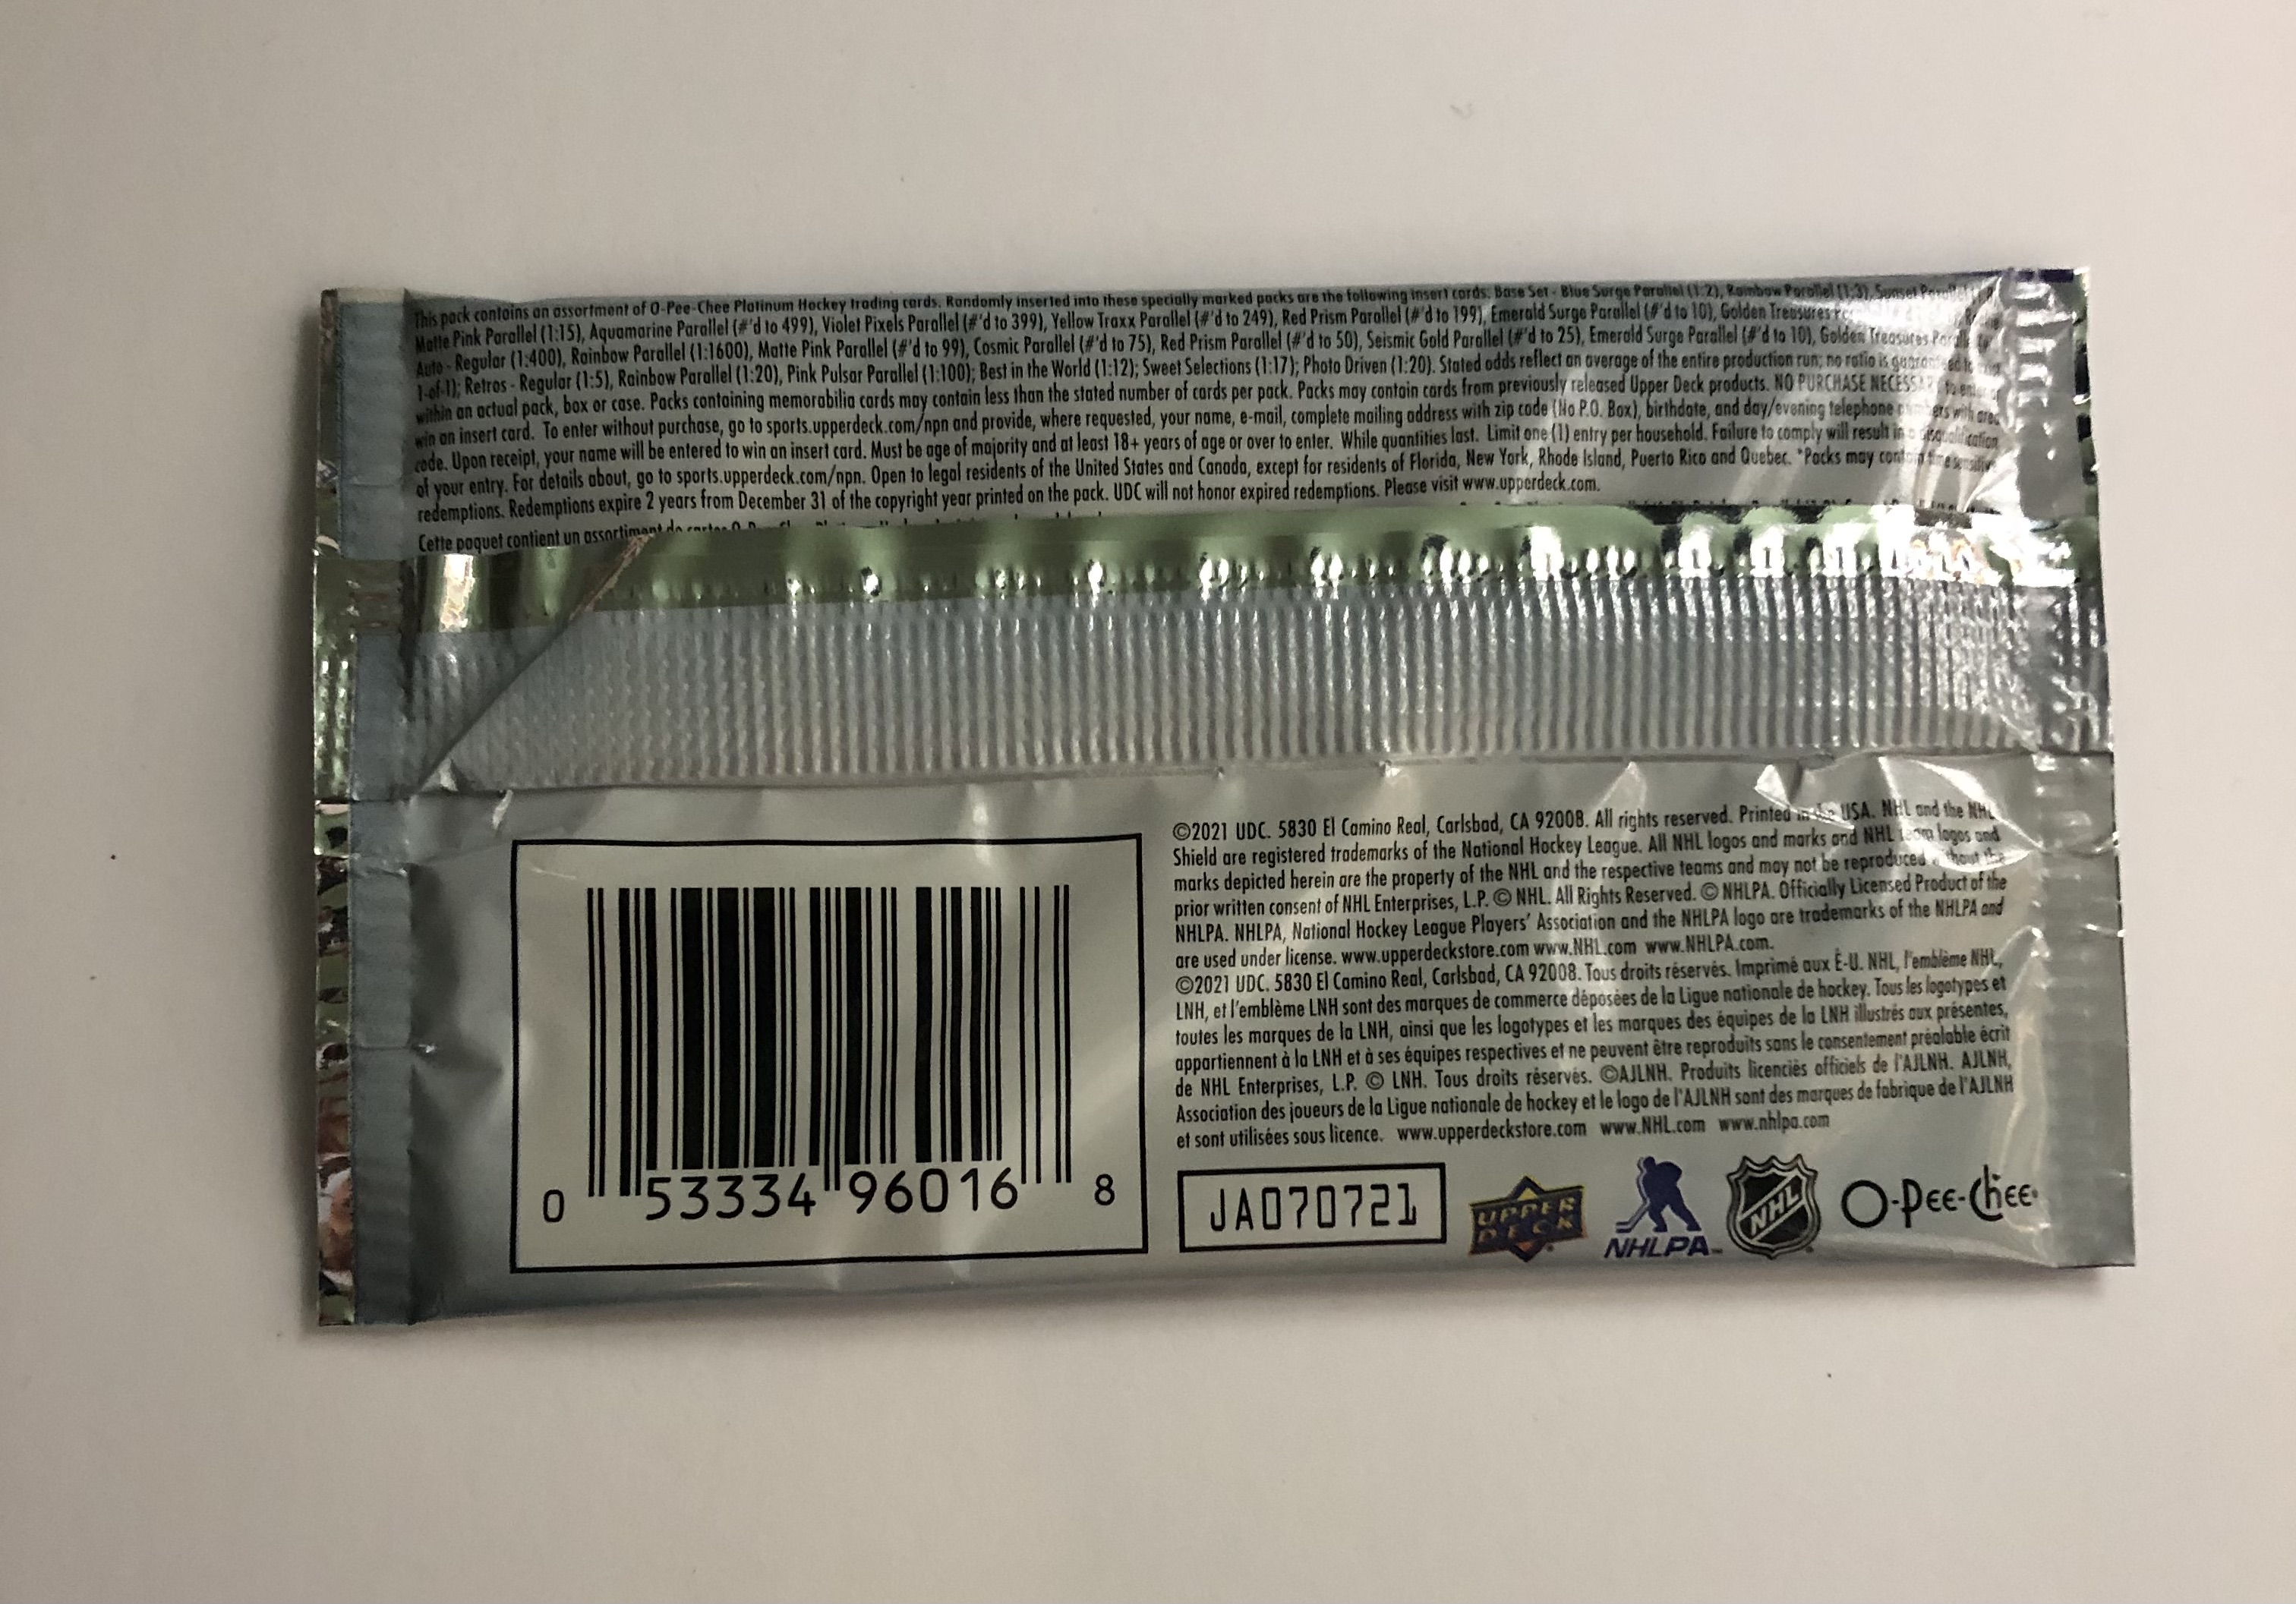 This pack contains an assortment of O-Pee-Chee Platinum Hockey trading cards. Randomly inserted into these specially marked packs are the following insert cards: Base Set - Blue Surge Parallel (1:2), Rainbow Parallel (1:3), Sunset
Matte Pink Parallel (1:15), Aquamarine Parallel (#'d to 499), Violet Pixels Parallel (#'d to 399), Yellow Traxx Parallel (#'d to 249), Red Prism Parallel (#'d to 199), Emerald Surge Parallel (#'d to 10), Golden Treasures
Auto - Regular (1:400), Rainbow Parallel (1:1600), Matte Pink Parallel (#'d to 99), Cosmic Parallel (#'d to 75), Red Prism Parallel (#'d to 50), Seismic Gold Parallel (#'d to 25), Emerald Surge Parallel (#'d to 10), Golden Treasures
1-of-1); Retros - Regular (1:5), Rainbow Parallel (1:20), Pink Pulsar Parallel (1:100); Best in the World (1:12); Sweet Selections (1:17); Photo Driven (1:20). Stated odds reflect an average of the entire production run; no ratio is guaranteed
within an actual pack, box or case. Packs containing memorabilia cards may contain less than the stated number of cards per pack. Packs may contain cards from previously released Upper Deck products. NO PURCHASE NECESSARY to enter or
win an insert card. To enter without purchase, go to sports.upperdeck.com/npn and provide, where requested, your name, e-mail, complete mailing address with zip code (No P.O. Box), birthdate, and day/evening telephone numbers with area
code. Upon receipt, your name will be entered to win an insert card. Must be age of majority and at least 18+ years of age or over to enter. While quantities last. Limit one (1) entry per household. Failure to comply will result in disqualification
of your entry. For details about, go to sports.upperdeck.com/npn. Open to legal residents of the United States and Canada, except for residents of Florida, New York, Rhode Island, Puerto Rico and Quebec. *Packs may contain time sensitive
redemptions. Redemptions expire 2 years from December 31 of the copyright year printed on the pack. UDC will not honor expired redemptions. Please visit www.upperdeck.com.
Cette paquet contient un assortiment de cartes
©2021 UDC. 5830 El Camino Real, Carlsbad, CA 92008. All rights reserved. Printed in the USA. NHL and the NHL
Shield are registered trademarks of the National Hockey League. All NHL logos and marks and NHL team logos and
marks depicted herein are the property of the NHL and the respective teams and may not be reproduced without the
prior written consent of NHL Enterprises, L.P. © NHL. All Rights Reserved. © NHLPA. Officially Licensed Product of the
NHLPA. NHLPA, National Hockey League Players' Association and the NHLPA logo are trademarks of the NHLPA and
are used under license. www.upperdeckstore.com www.NHL.com www.NHLPA.com.
©2021 UDC. 5830 El Camino Real, Carlsbad, CA 92008. Tous droits réservés. Imprimé aux É-U. NHL, l'emblème NHL,
LNH, et l'emblème LNH sont des marques de commerce déposées de la Ligue nationale de hockey. Tous les logotypes et
toutes les marques de la LNH, ainsi que les logotypes et les marques des équipes de la LNH illustrés aux présentes,
appartiennent à la LNH et à ses équipes respectives et ne peuvent être reproduits sans le consentement préalable écrit
de NHL Enterprises, L.P. © LNH. Tous droits réservés. ©AJLNH. Produits licenciés officiels de l'AJLNH. AJLNH,
Association des joueurs de la Ligue nationale de hockey et le logo de l'AJLNH sont des marques de fabrique de l'AJLNH
et sont utilisées sous licence. www.upperdeckstore.com www.NHL.com www.nhlpa.com
0 53334 96016 8
JA070721
UPPER DECK
NHLPA
NHL
O-Pee-Chee